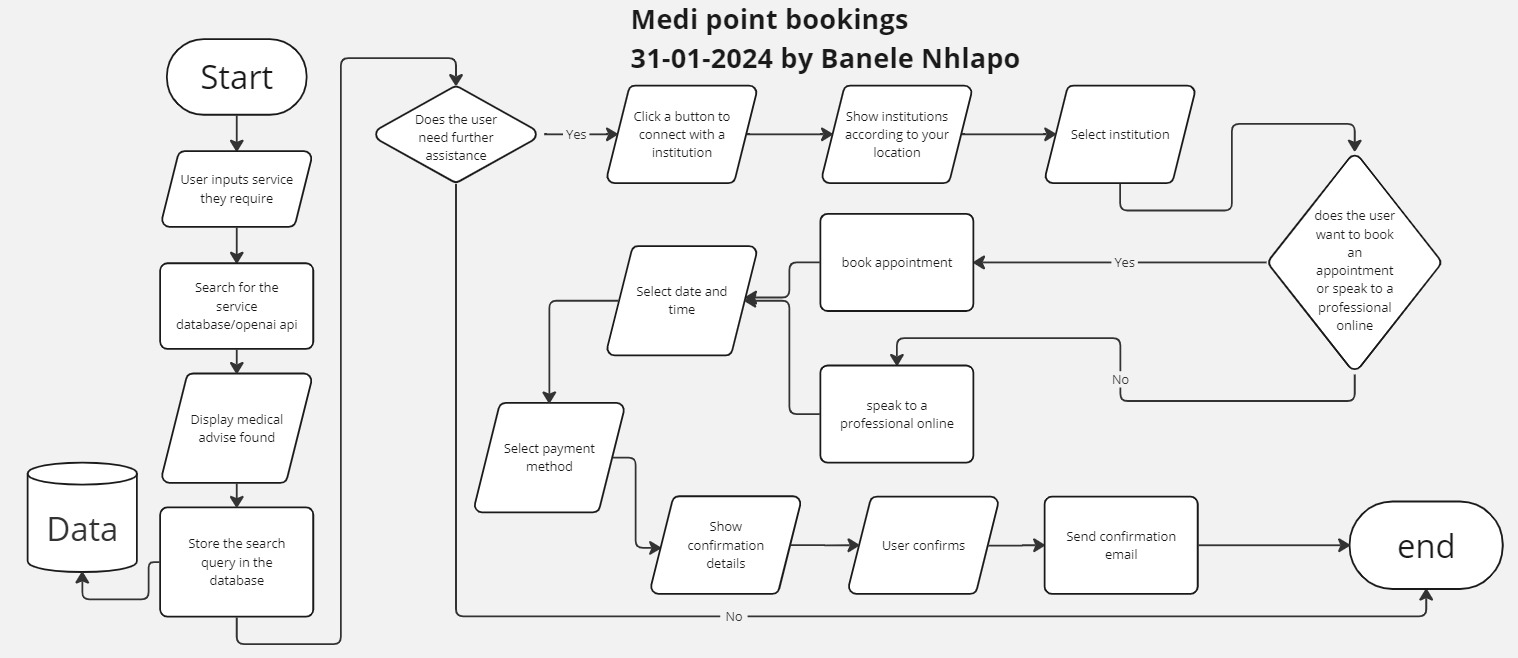 Medi point bookings
31-01-2024 by Banele Nhlapo
Start
User inputs service
they require
Search for the
service
database/openai api
Display medical
advise found
Store the search
query in the
database
Data
Does the user
need further
assistance
Yes
Click a button to
connect with a
institution
Show institutions
according to your
location
Select institution
does the user
want to book
an
appointment
or speak to a
professional
online
Yes
book appointment
No
speak to a
professional online
Select date and
time
Select payment
method
Show
confirmation
details
User confirms
Send confirmation
email
end
No